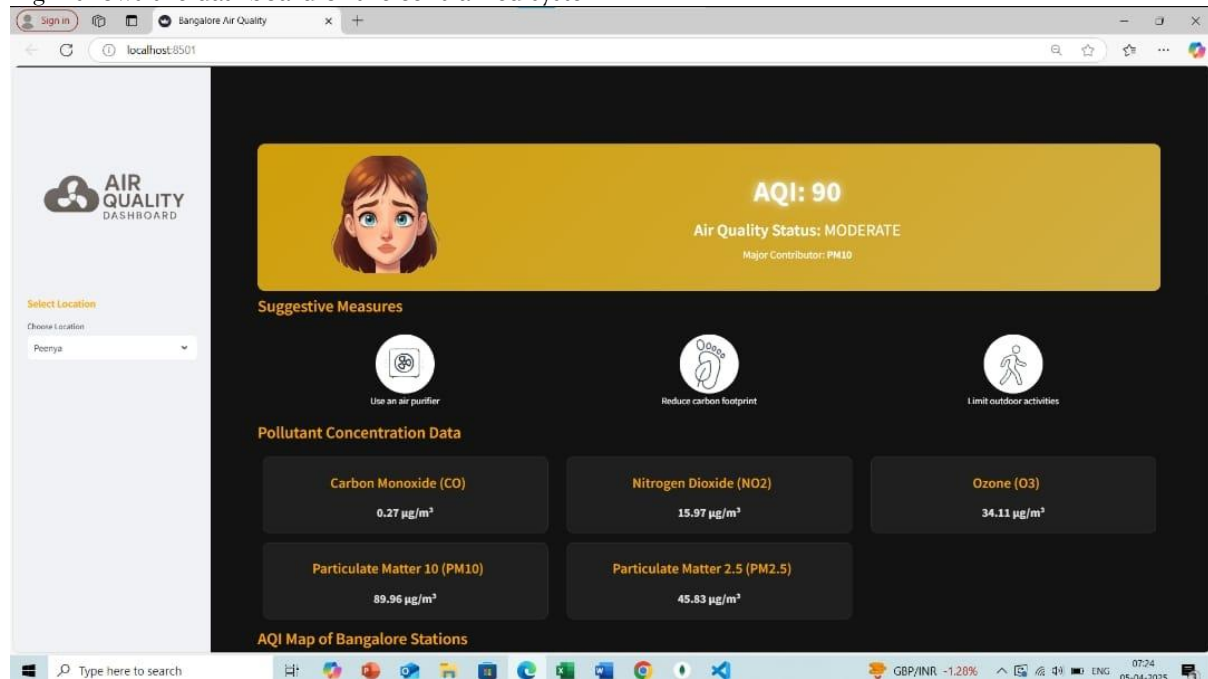 Sign in
Bangalore Air Quality
localhost:8501
AIR
QUALITY
DASHBOARD
Select Location
Choose Location
Peenya
AQI: 90
Air Quality Status: MODERATE
Major Contributor: PM10
Suggestive Measures
Use an air purifier
Reduce carbon footprint
Limit outdoor activities
Pollutant Concentration Data
Carbon Monoxide (CO)
0.27 μg/m³
Nitrogen Dioxide (NO2)
15.97 μg/m³
Ozone (O3)
34.11 μg/m³
Particulate Matter 10 (PM10)
89.96 μg/m³
Particulate Matter 2.5 (PM2.5)
45.83 μg/m³
AQI Map of Bangalore Stations
Type here to search
GBP/INR -1.28%
ENG
07:24
05-04-2025